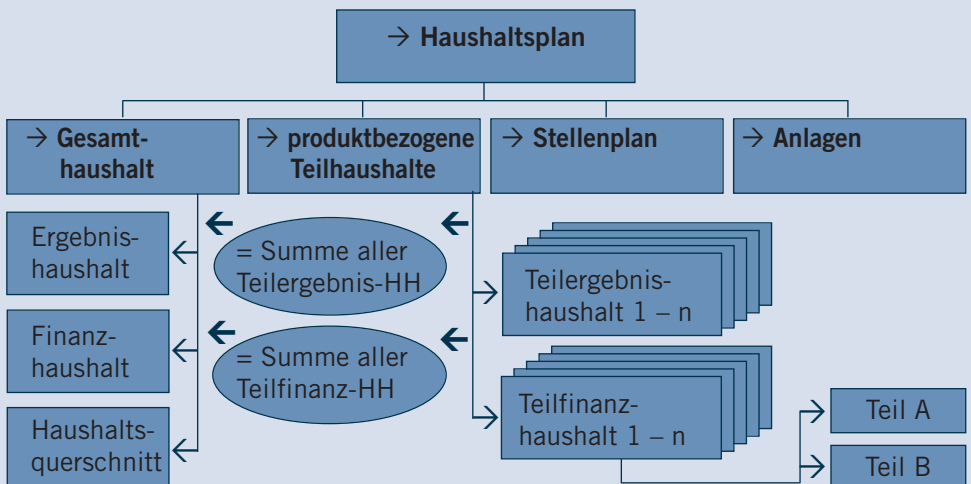 → Haushaltsplan
→ Gesamt-
haushalt
→ produktbezogene
Teilhaushalte
→ Stellenplan
→ Anlagen
Ergebnis-
haushalt
= Summe aller
Teilergebnis-HH
Teilergebnis-
haushalt 1 – n
Finanz-
haushalt
= Summe aller
Teilfinanz-HH
Teilfinanz-
haushalt 1 – n
Haushalts-
querschnitt
Teil A
Teil B